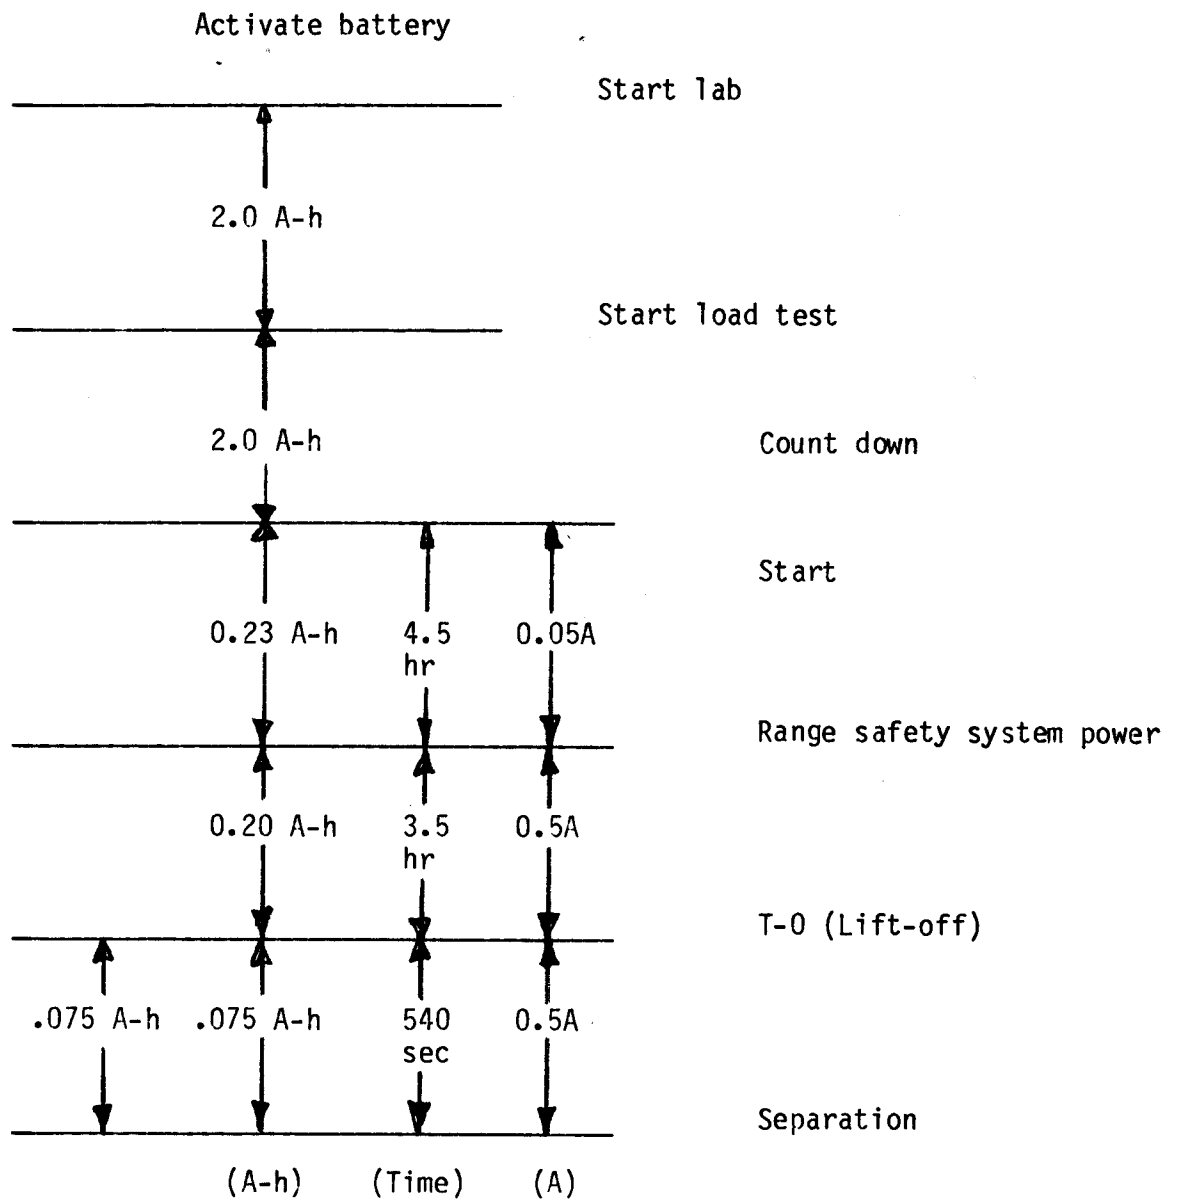 Activate battery
Start lab
2.0 A-h
Start load test
2.0 A-h
Count down
Start
0.23 A-h 4.5 hr 0.05A
Range safety system power
0.20 A-h 3.5 hr 0.5A
T-0 (Lift-off)
.075 A-h .075 A-h 540 sec 0.5A
Separation
(A-h) (Time) (A)